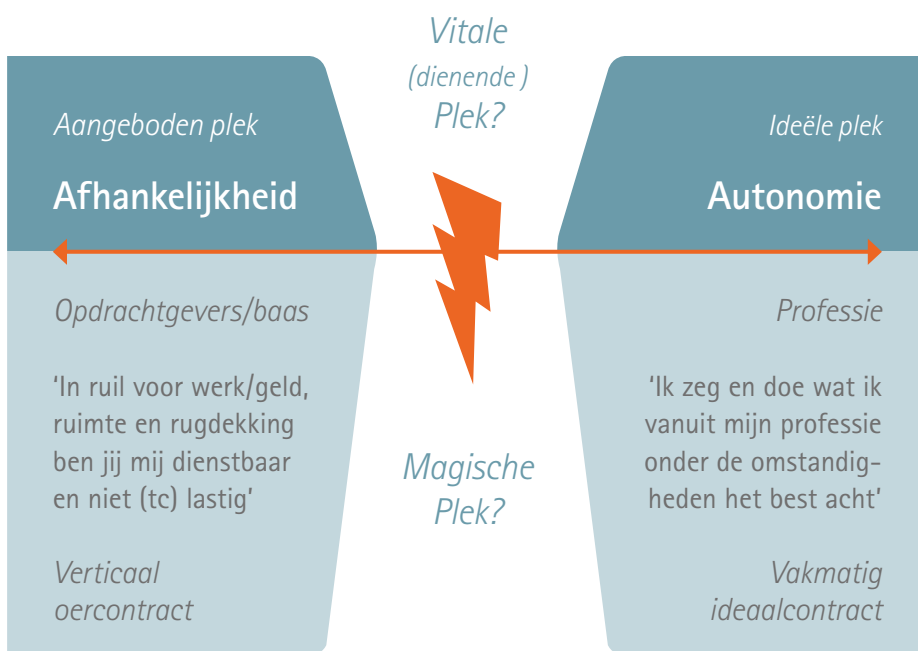 Vitale
(dienende )
Plek?
Aangeboden plek
Afhankelijkheid
Ideële plek
Autonomie
Opdrachtgevers/baas
'In ruil voor werk/geld,
ruimte en rugdekking
ben jij mij dienstbaar
en niet (tc) lastig'
Verticaal
oercontract
Magische
Plek?
Professie
'Ik zeg en doe wat ik
vanuit mijn professie
onder de omstandig-
heden het best acht'
Vakmatig
ideaalcontract